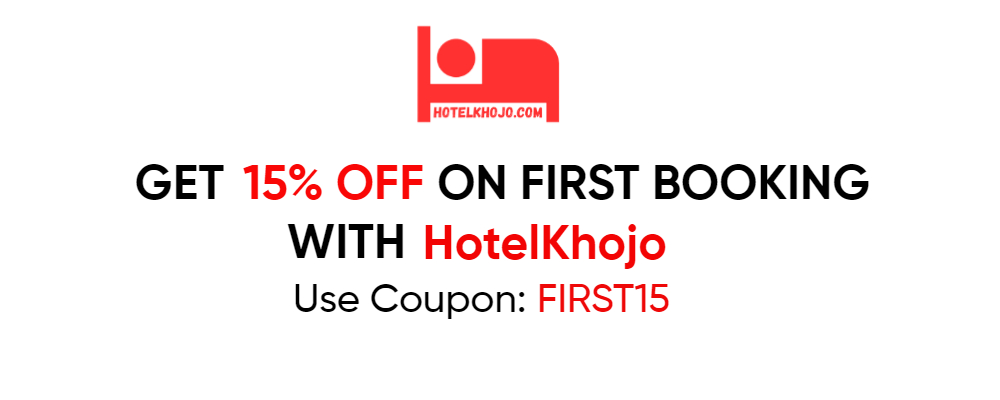 HOTELKHOJO.COM
GET 15% OFF ON FIRST BOOKING
WITH HotelKhojo
Use Coupon: FIRST15